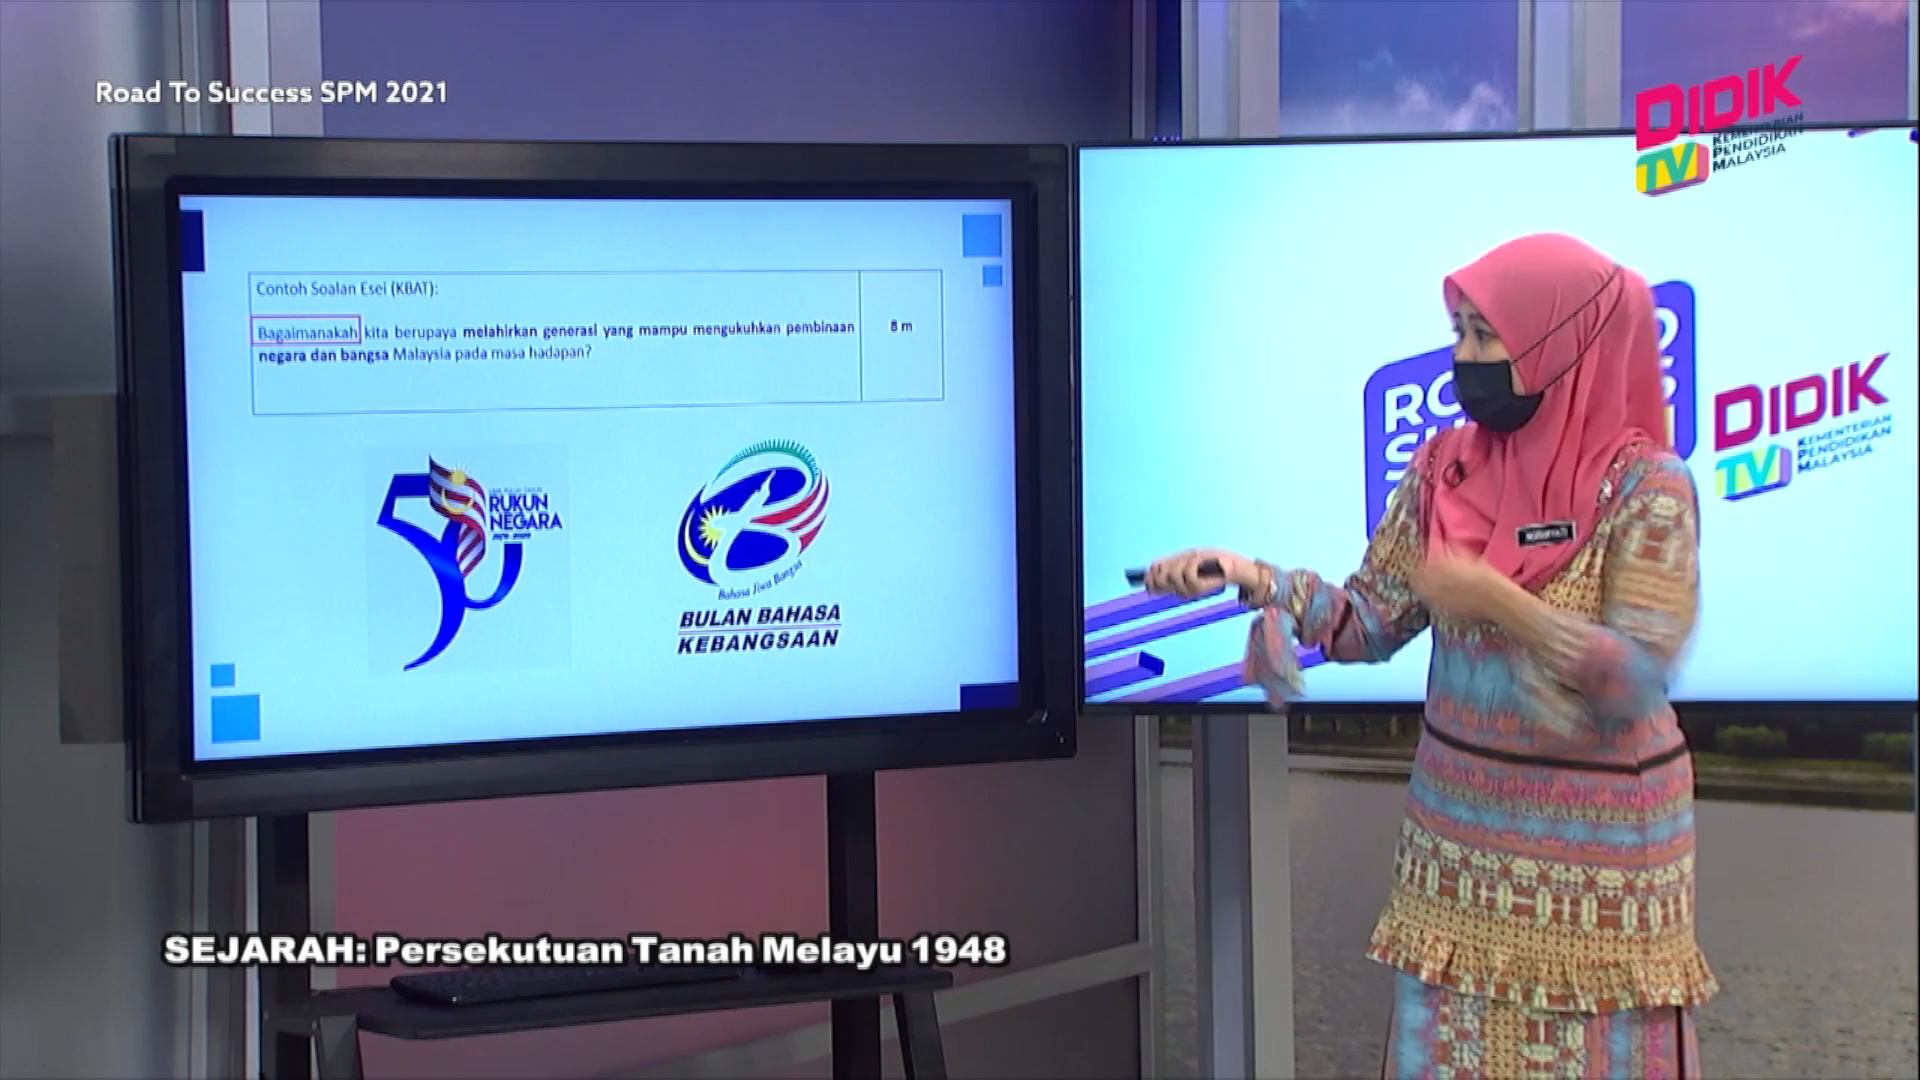 Road To Success SPM 2021
DIDIK
TV
KEMENTERIAN
PENDIDIKAN
MALAYSIA
Contoh Soalan Esei (KBAT):
Bagaimanakah kita berupaya melahirkan generasi yang mampu mengukuhkan pembinaan
negara dan bangsa Malaysia pada masa hadapan?
8 m
50
RUKUN
NEGARA
Bahasa Jiwa Bangsa
BULAN BAHASA
KEBANGSAAN
DIDIK
TV
KEMENTERIAN
PENDIDIKAN
MALAYSIA
SEJARAH: Persekutuan Tanah Melayu 1948